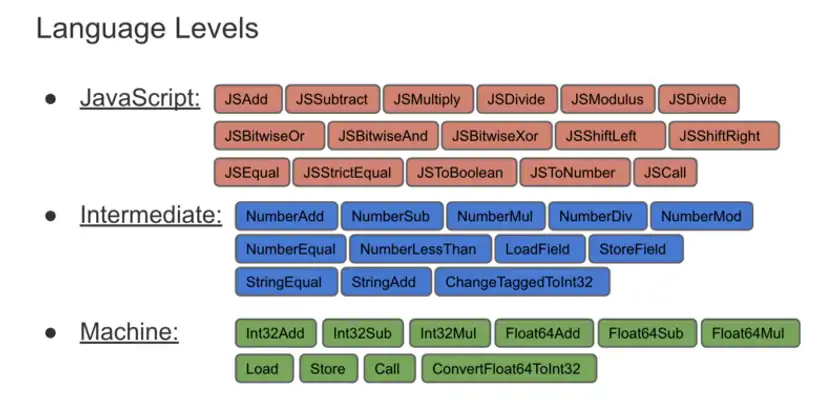 Language Levels
● JavaScript: JSAdd JSSubtract JSMultiply JSDivide JSModulus JSDivide
JSBitwiseOr JSBitwiseAnd JSBitwiseXor JSShiftLeft JSShiftRight
JSEqual JSStrictEqual JSToBoolean JSToNumber JSCall
● Intermediate: NumberAdd NumberSub NumberMul NumberDiv NumberMod
NumberEqual NumberLessThan LoadField StoreField
StringEqual StringAdd ChangeTaggedToInt32
● Machine: Int32Add Int32Sub Int32Mul Float64Add Float64Sub Float64Mul
Load Store Call ConvertFloat64ToInt32